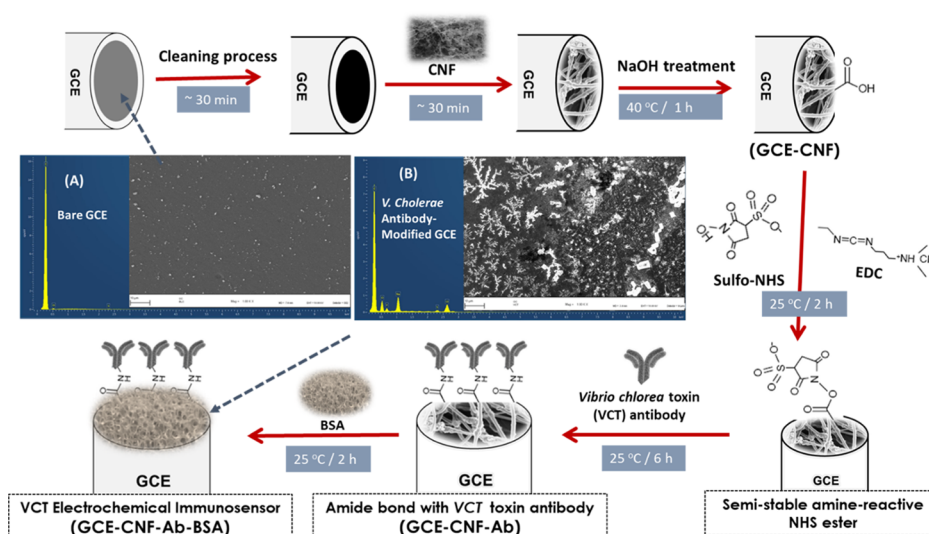 GCE
Cleaning process
~ 30 min
GCE
CNF
~ 30 min
GCE
NaOH treatment
40 °C / 1 h
GCE
O
OH
(GCE-CNF)
(A)
Bare GCE
(B)
V. Cholerae
Antibody-
Modified GCE
Sulfo-NHS
EDC
25 °C / 2 h
Semi-stable amine-reactive
NHS ester
GCE
Vibrio chlorea toxin
(VCT) antibody
25 °C / 6 h
GCE
Amide bond with VCT toxin antibody
(GCE-CNF-Ab)
BSA
25 °C / 2 h
GCE
VCT Electrochemical Immunosensor
(GCE-CNF-Ab-BSA)